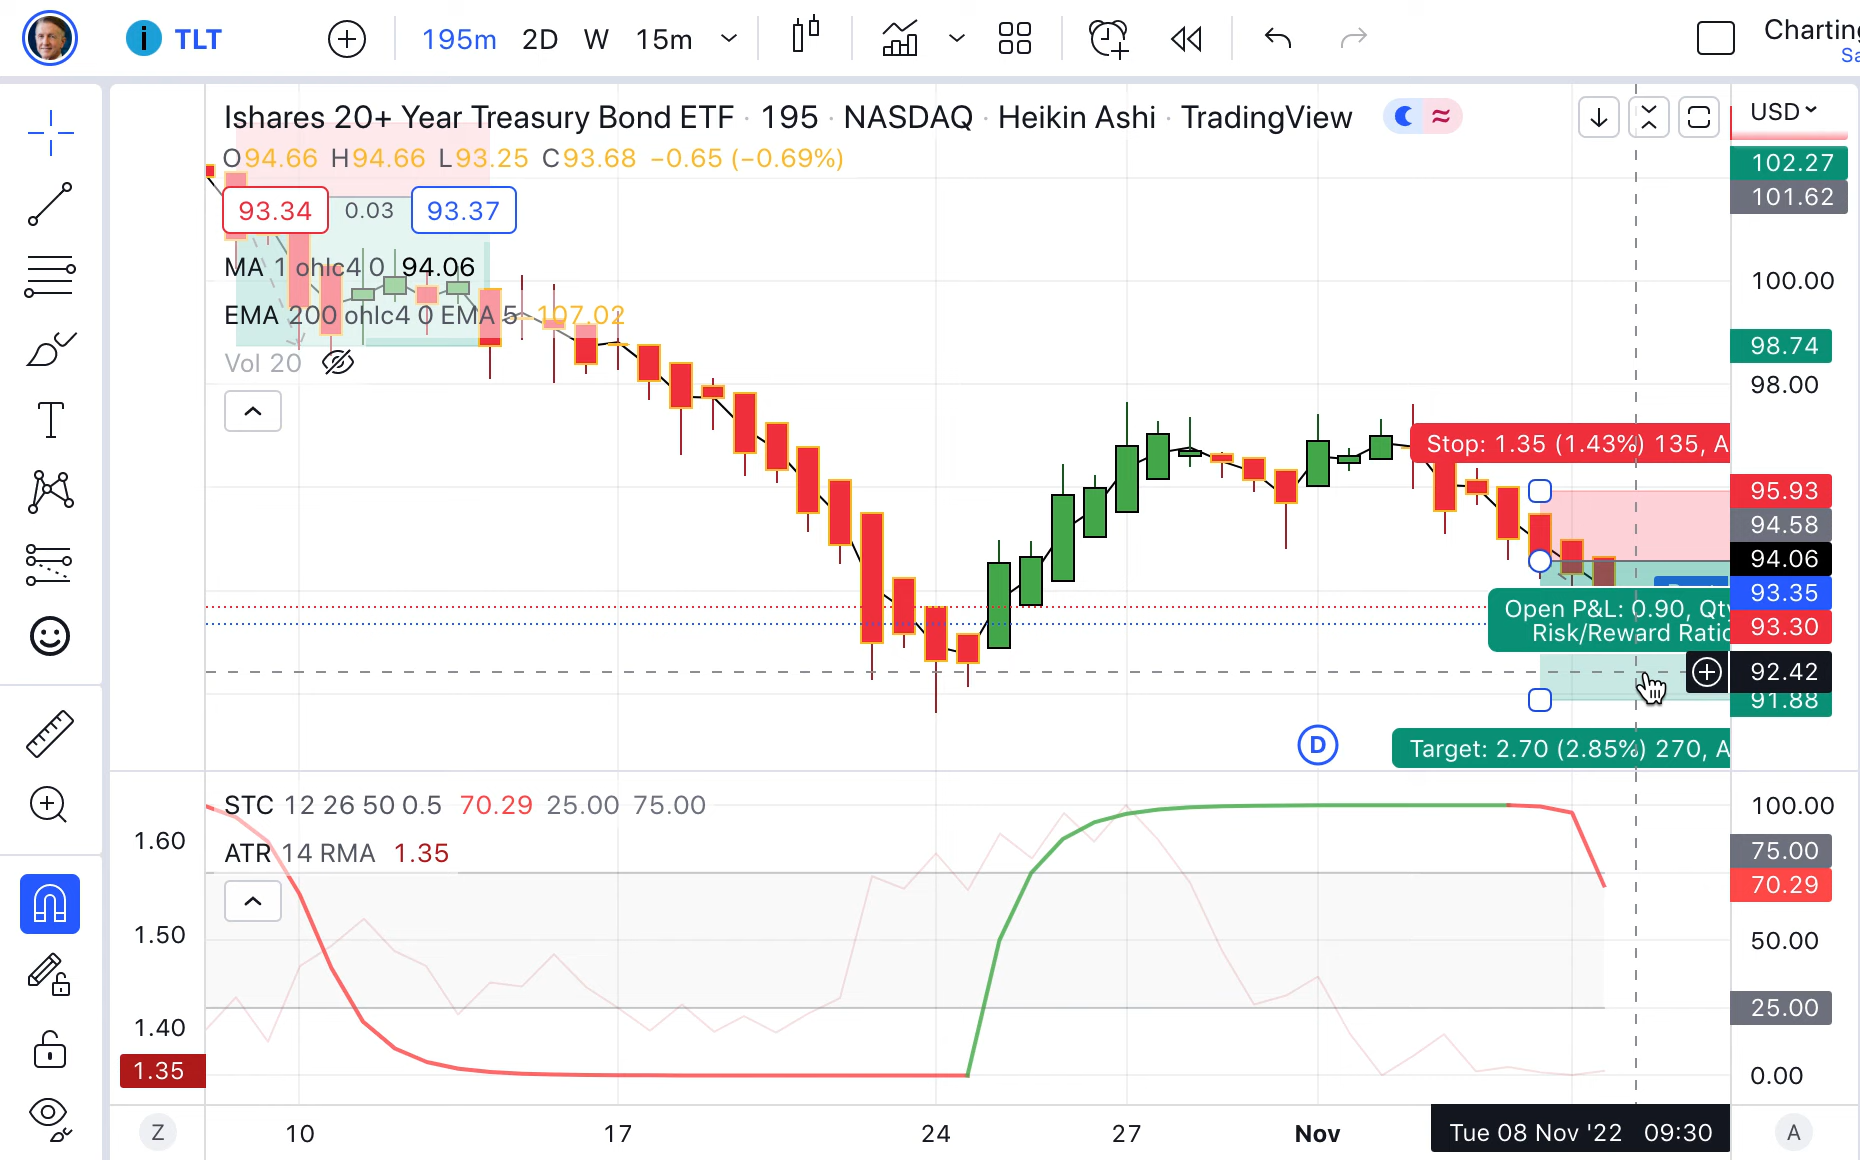 TLT
195m 2D W 15m
Charting
Sa
Ishares 20+ Year Treasury Bond ETF · 195 · NASDAQ · Heikin Ashi · TradingView
USD
O94.66 H94.66 L93.25 C93.68 −0.65 (−0.69%)
93.34 0.03 93.37
MA 1 ohlc4 0 94.06
EMA 200 ohlc4 0 EMA 5 107.02
Vol 20
102.27
101.62
100.00
98.74
98.00
Stop: 1.35 (1.43%) 135, A
95.93
94.58
94.06
93.35
93.30
Open P&L: 0.90, Qty
Risk/Reward Ratio
92.42
91.88
D
Target: 2.70 (2.85%) 270, A
STC 12 26 50 0.5 70.29 25.00 75.00
ATR 14 RMA 1.35
1.60
1.50
1.40
1.35
100.00
75.00
70.29
50.00
25.00
0.00
Z
10 17 24 27 Nov
Tue 08 Nov '22 09:30
A